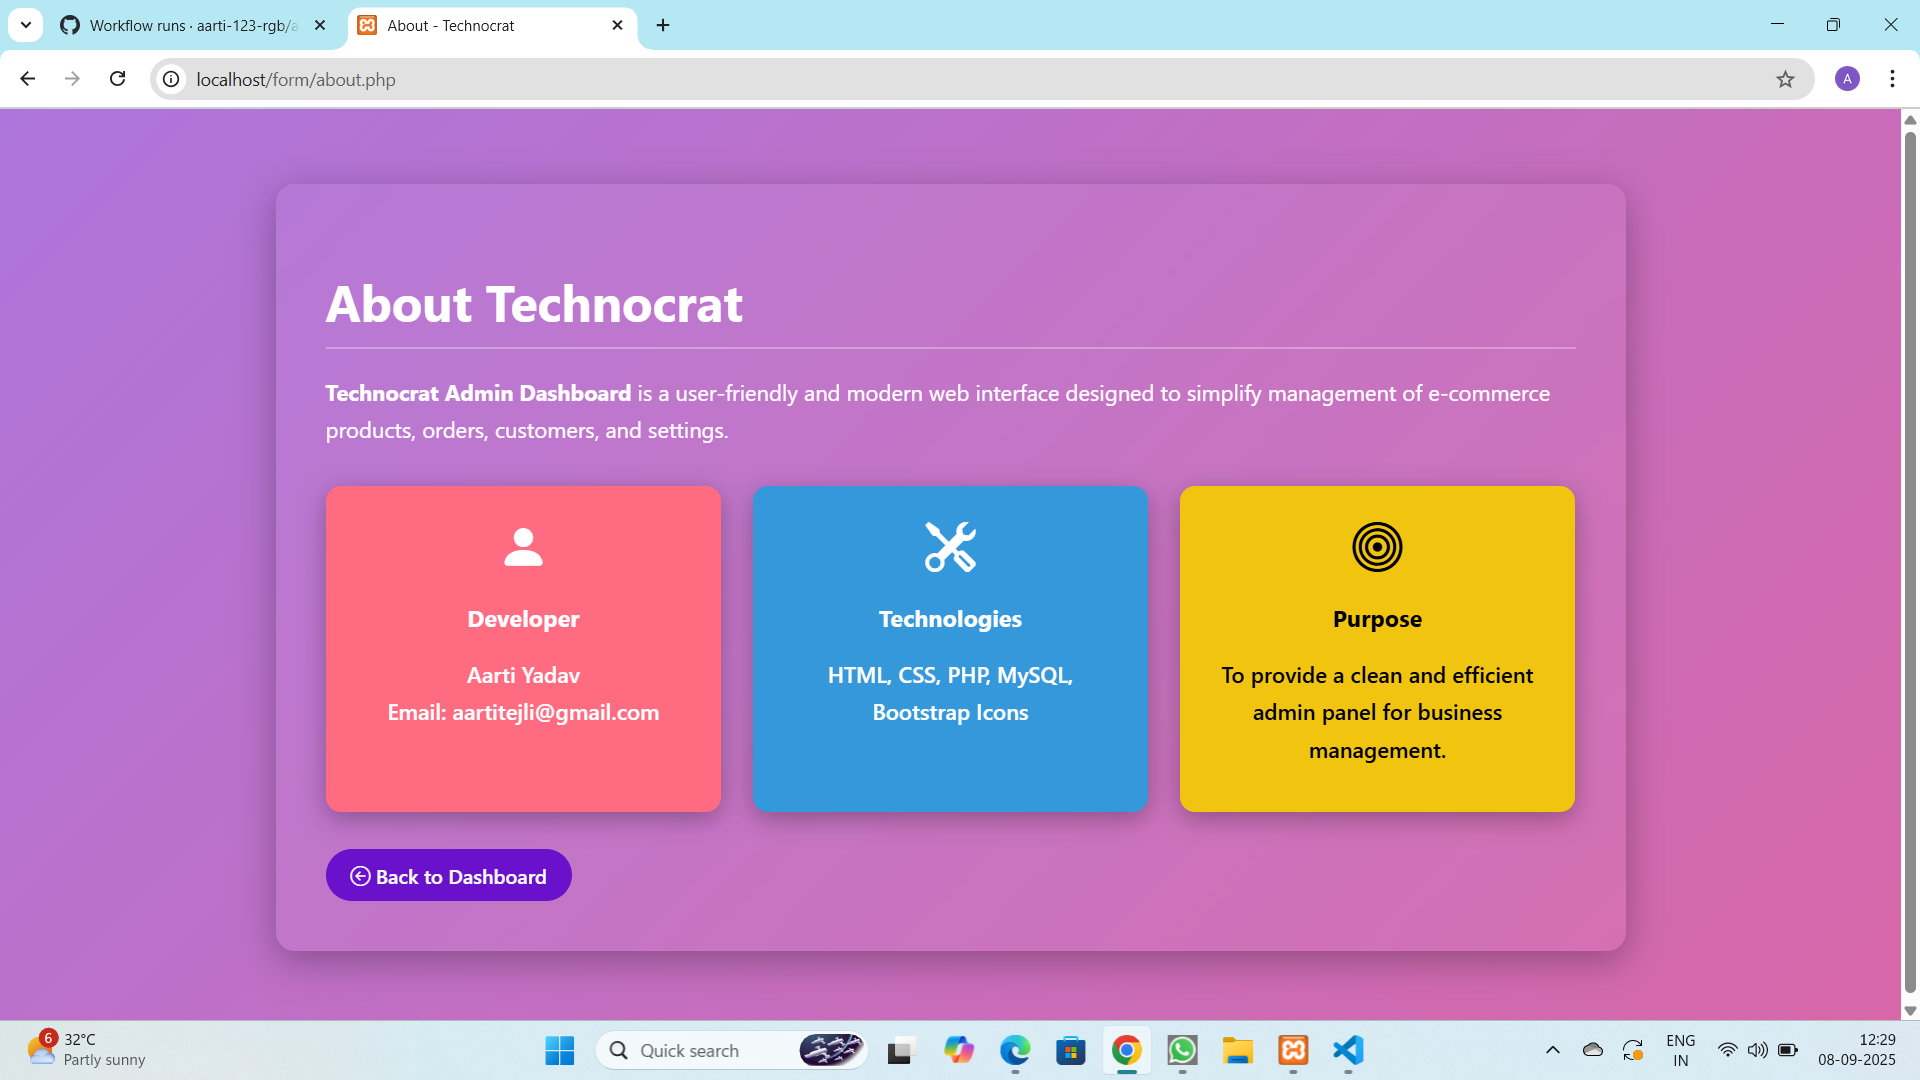 Workflow runs · aarti-123-rgb/a
About - Technocrat
localhost/form/about.php
A
About Technocrat
Technocrat Admin Dashboard is a user-friendly and modern web interface designed to simplify management of e-commerce
products, orders, customers, and settings.
Developer
Aarti Yadav
Email: aartitejli@gmail.com
Technologies
HTML, CSS, PHP, MySQL,
Bootstrap Icons
Purpose
To provide a clean and efficient
admin panel for business
management.
Back to Dashboard
6
32°C
Partly sunny
Quick search
ENG
IN
12:29
08-09-2025